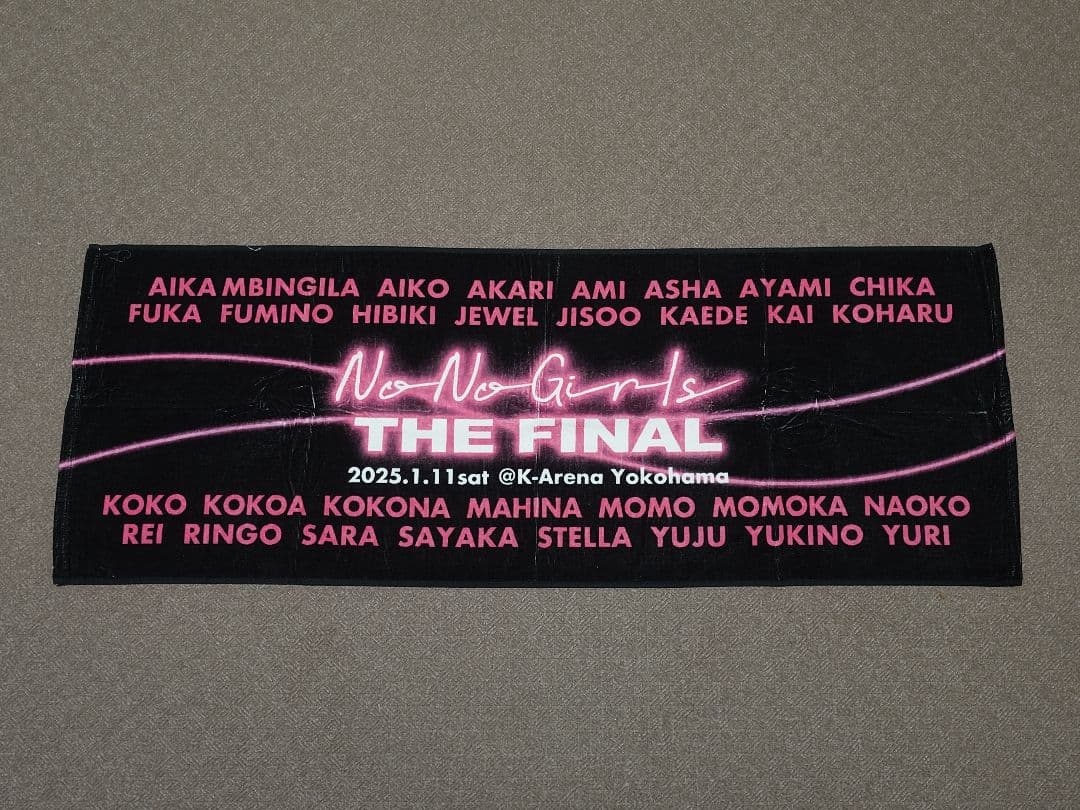 AIKA MBINGILA AIKO AKARI AMI ASHA AYAMI CHIKA
FUKA FUMINO HIBIKI JEWEL JISOO KAEDE KAI KOHARU
No No Girls
THE FINAL
2025.1.11sat @K-Arena Yokohama
KOKO KOKOA KOKONA MAHINA MOMO MOMOKA NAOKO
REI RINGO SARA SAYAKA STELLA YUJU YUKINO YURI